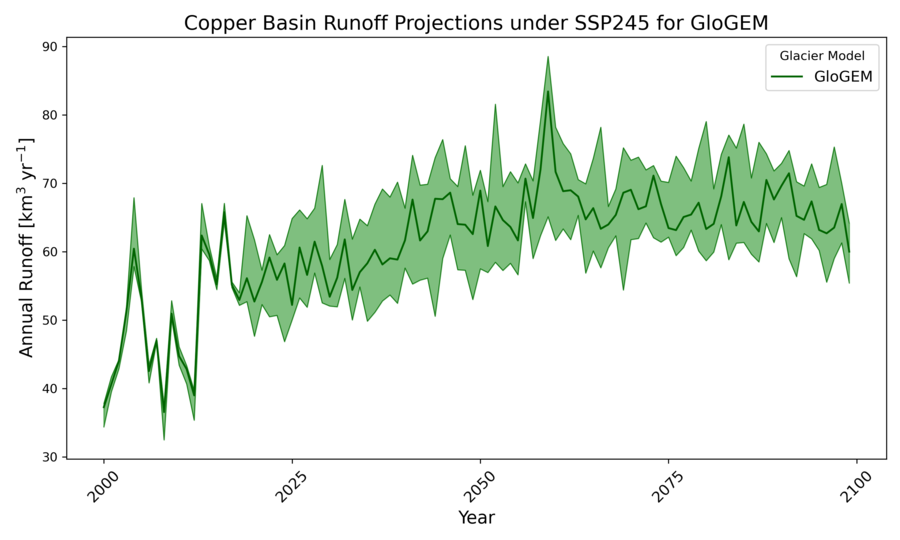 Copper Basin Runoff Projections under SSP245 for GloGEM
Glacier Model
GloGEM
Annual Runoff [km³ yr⁻¹]
90
80
70
60
50
40
30
2000
2025
2050
2075
2100
Year